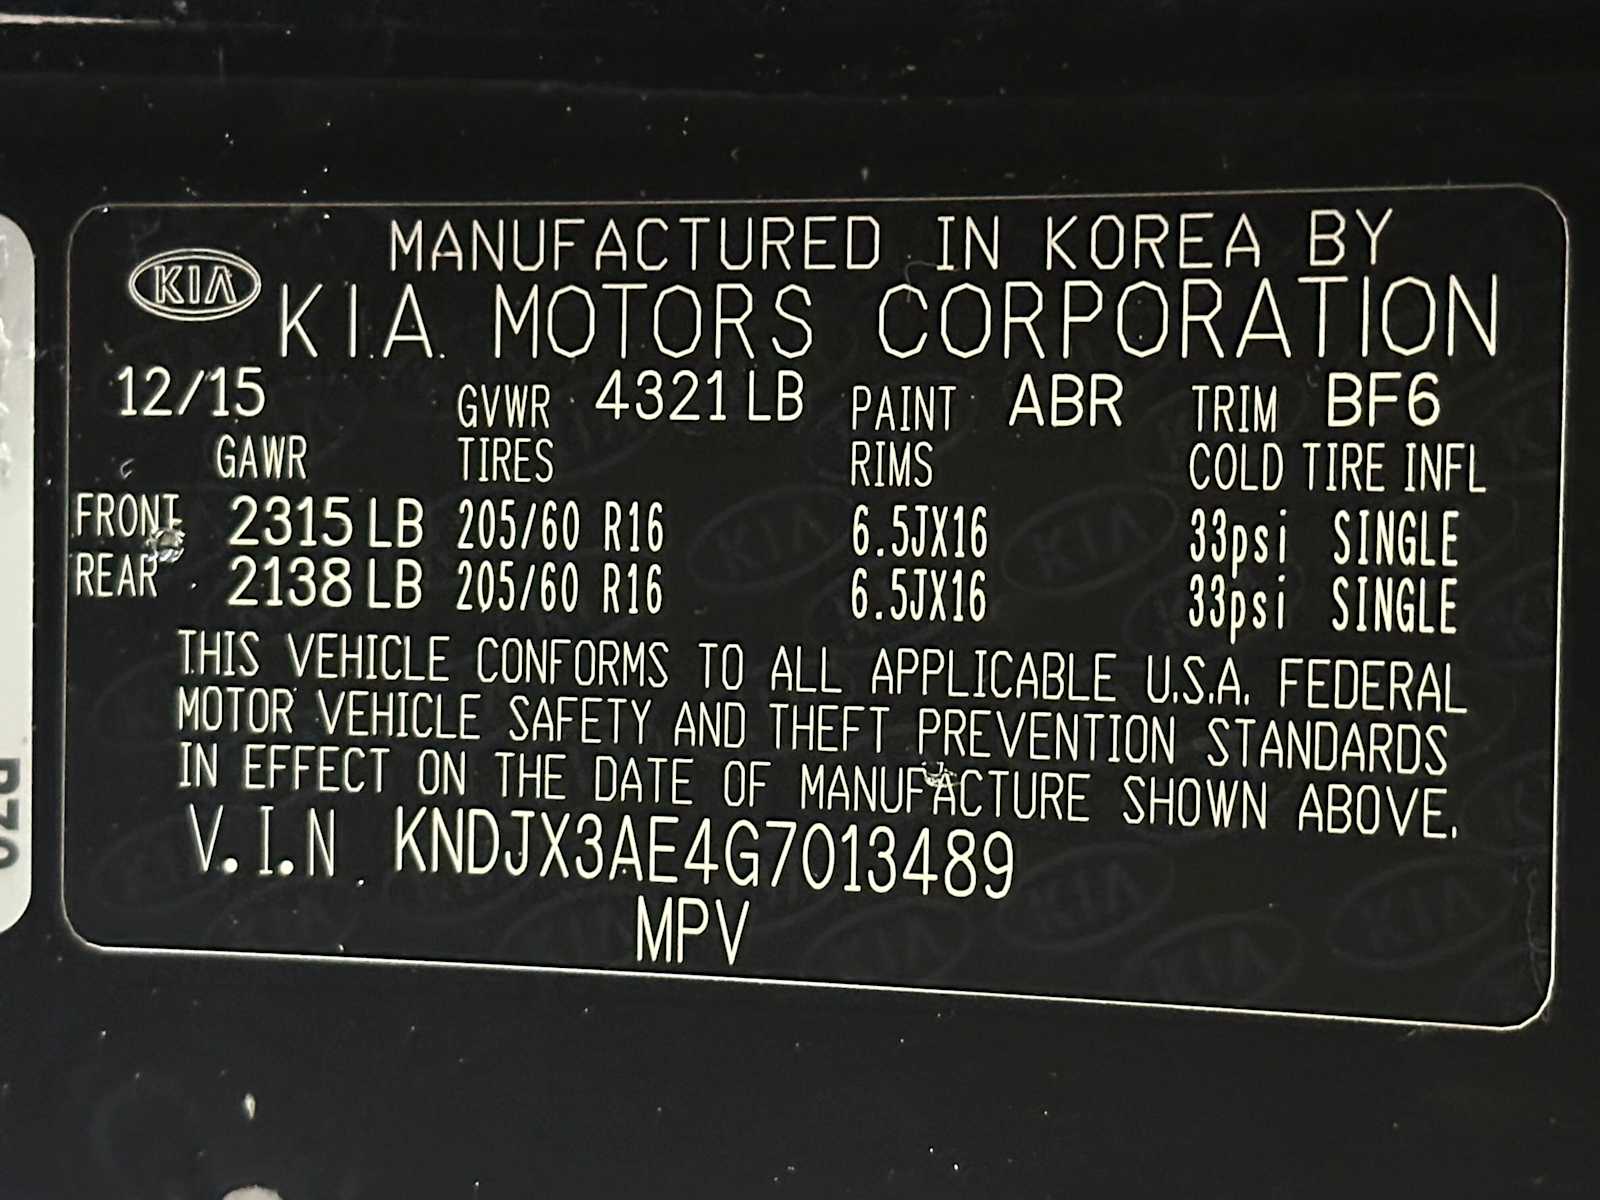 MANUFACTURED IN KOREA BY
KIA KIA MOTORS CORPORATION
12/15 GVWR 4321 LB PAINT ABR TRIM BF6
GAWR TIRES RIMS COLD TIRE INFL
FRONT 2315 LB 205/60 R16 6.5JX16 33psi SINGLE
REAR 2138 LB 205/60 R16 6.5JX16 33psi SINGLE
THIS VEHICLE CONFORMS TO ALL APPLICABLE U.S.A. FEDERAL
MOTOR VEHICLE SAFETY AND THEFT PREVENTION STANDARDS
IN EFFECT ON THE DATE OF MANUFACTURE SHOWN ABOVE.
V.I.N. KNDJX3AE4G7013489
MPV